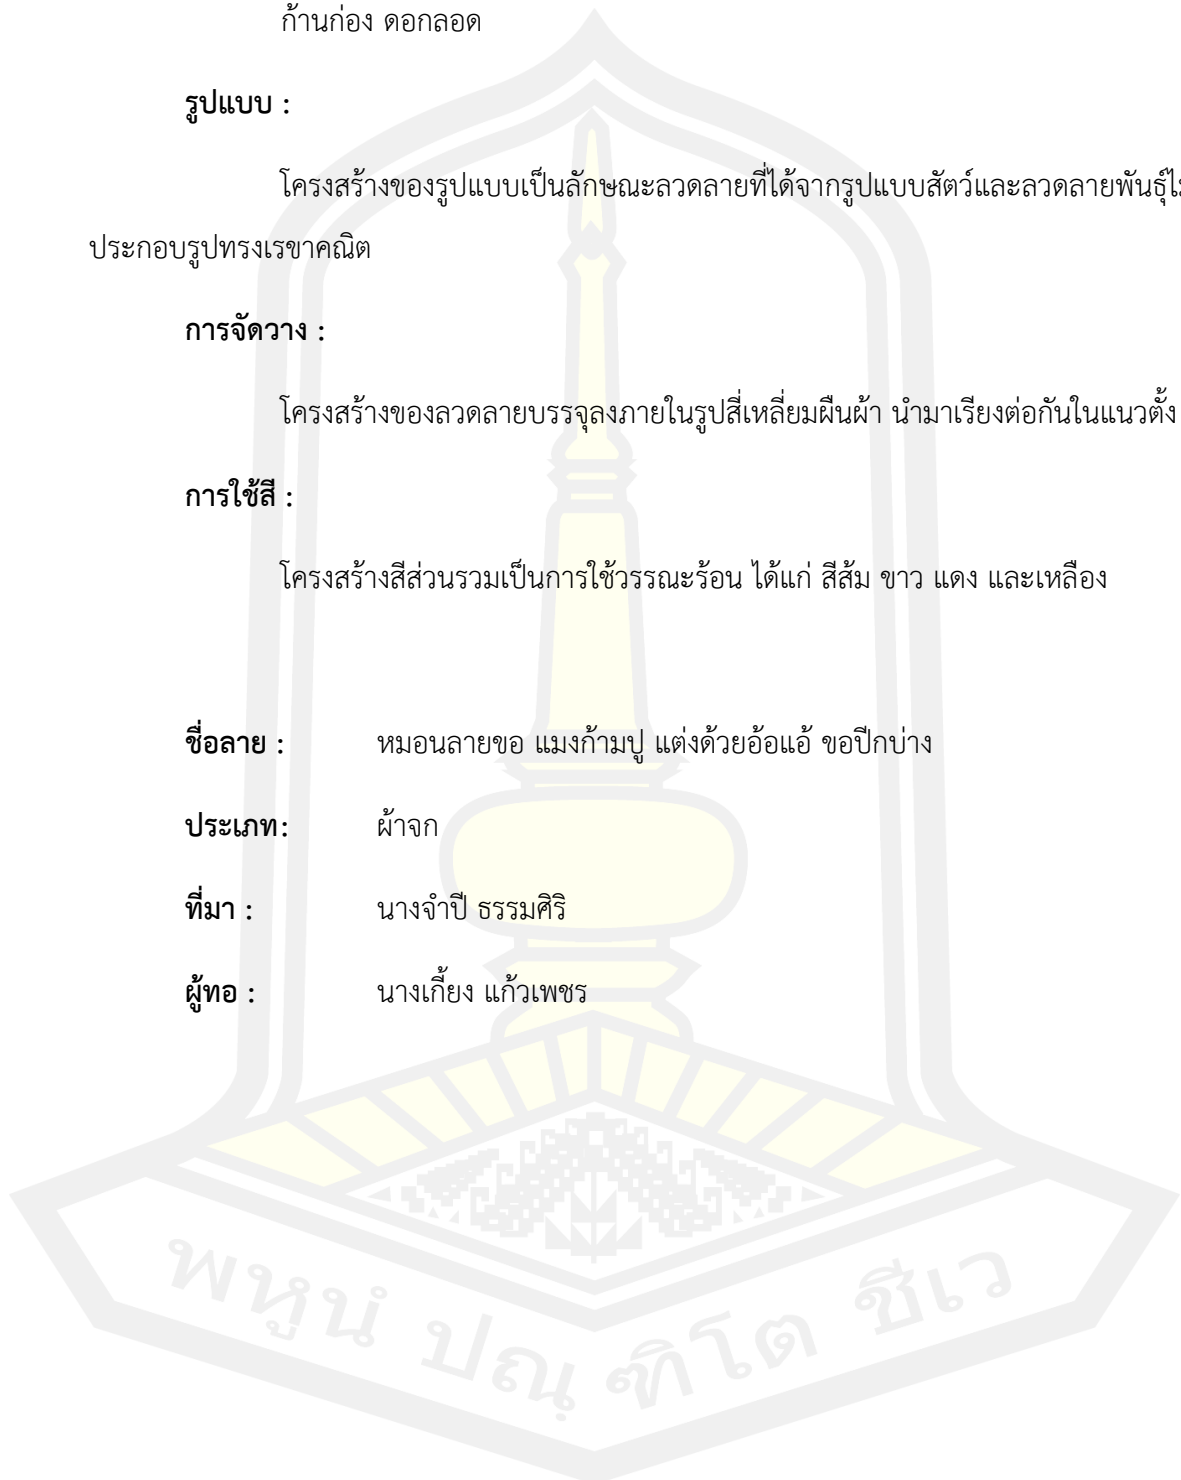 ก้านก่อง ดอกลอด
รูปแบบ :
โครงสร้างของรูปแบบเป็นลักษณะลวดลายที่ได้จากรูปแบบสัตว์และลวดลาย
ประกอบรูปทรงเรขาคณิต
การจัดวาง :
โครงสร้างของลวดลายบรรจุลงภายในรูปสี่เหลี่ยมผืนผ้า นำมาเรียงต่อกันในแนวตั้ง
การใช้สี :
โครงสร้างสีส่วนรวมเป็นการใช้วรรณะร้อน ได้แก่ สีส้ม ขาว แดง และเหลือง
ชื่อลาย : หมอนลายขอ แมงก้ามปู แต่งด้วยอ้อแอ้ ขอปีกบ่าง
ประเภท: ผ้าจก
ที่มา : นางจำปี ธรรมศิริ
ผู้ทอ : นางเกี้ยง แก้วเพชร
พหูนํ ปณฺฑิโต ชีเว